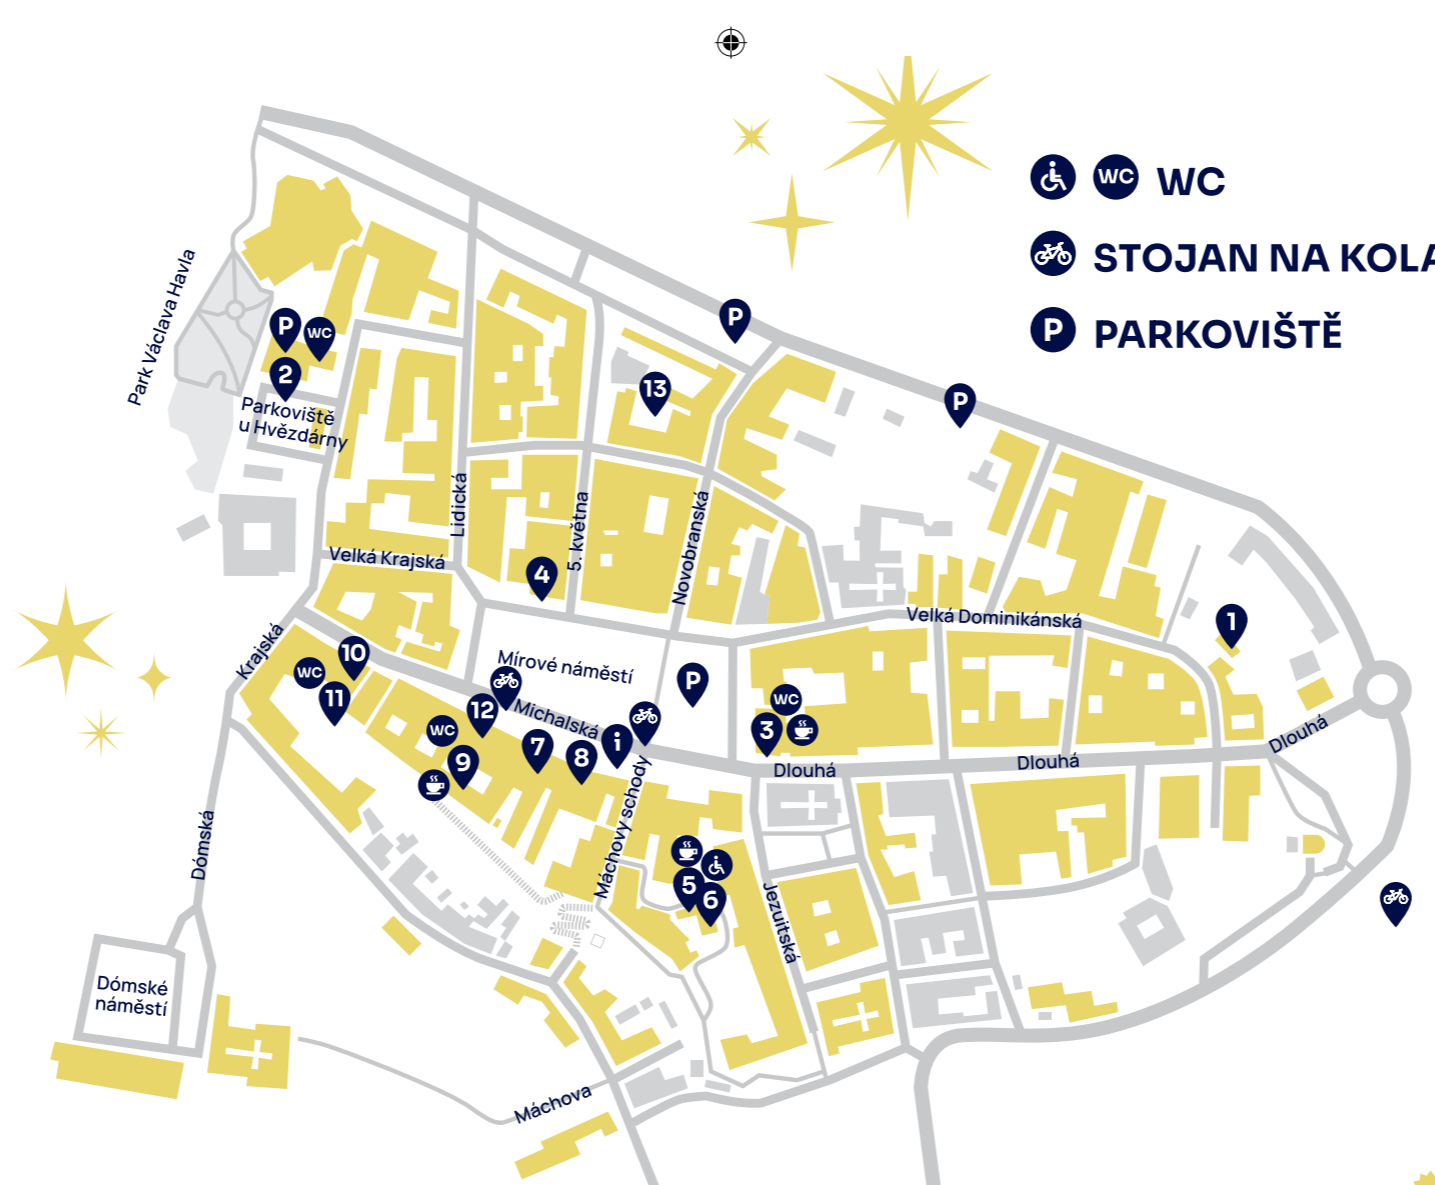 WC WC
STOJAN NA KOLA
P PARKOVIŠTĚ
Park Václava Havla
P
WC
2
Parkoviště
u Hvězdárny
P
P
13
Lidická
5. května
Novobranská
Velká Krajská
4
Velká Dominikánská
1
Krajská
10
WC
11
Mírové náměstí
P
Michalská
12
WC
9
7
8
i
WC
3
Dlouhá
Dlouhá
Dlouhá
Máchovy schody
5
6
Jezuitská
Dómská
Dómské
náměstí
Máchova